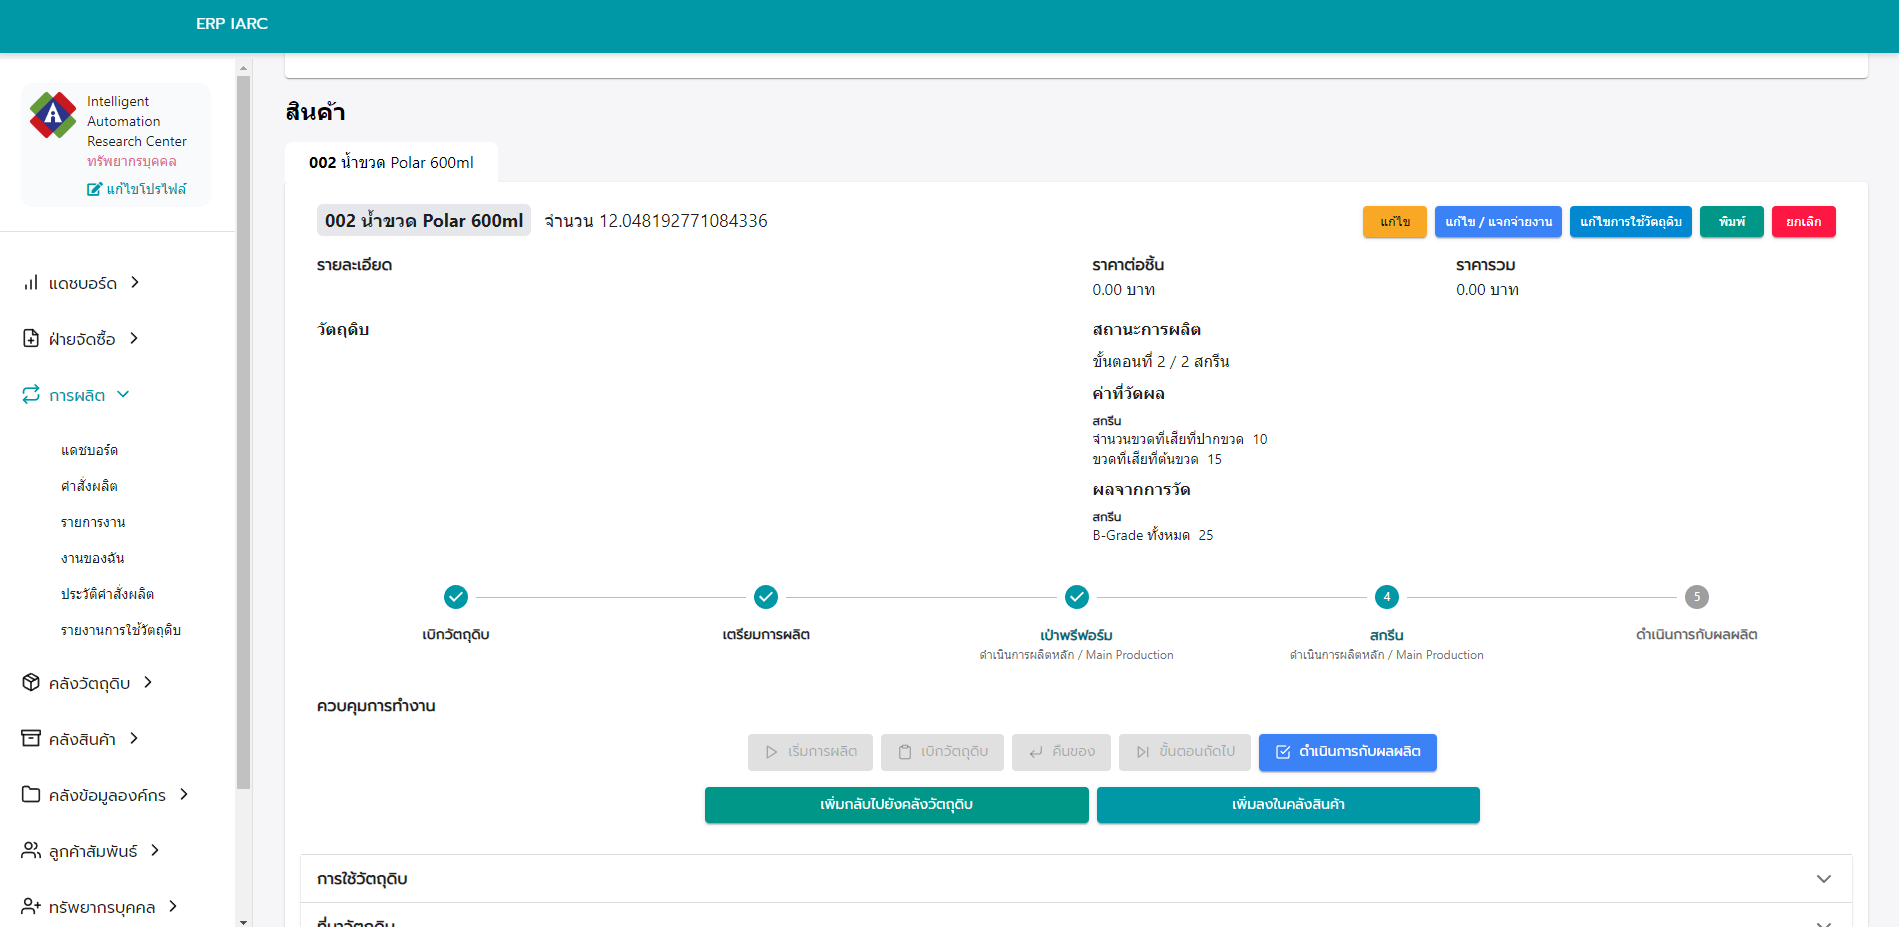 ERP IARC
Intelligent
Automation
Research Center
ทรัพยากรบุคคล
แก้ไขโปรไฟล์
แดชบอร์ด
ฝ่ายจัดซื้อ
การผลิต
แดชบอร์ด
คำสั่งผลิต
รายการงาน
งานของฉัน
ประวัติคำสั่งผลิต
รายงานการใช้วัตถุดิบ
คลังวัตถุดิบ
คลังสินค้า
คลังข้อมูลองค์กร
ลูกค้าสัมพันธ์
ทรัพยากรบุคคล
สินค้า
002 น้ำขวด Polar 600ml
002 น้ำขวด Polar 600ml จำนวน 12.048192771084336
แก้ไข แก้ไข / แจกจ่ายงาน แก้ไขการใช้วัตถุดิบ พิมพ์ ยกเลิก
รายละเอียด ราคาต่อชิ้น ราคารวม
0.00 บาท 0.00 บาท
วัตถุดิบ สถานะการผลิต
ขั้นตอนที่ 2 / 2 สกรีน
ค่าที่วัดผล
สกรีน
จำนวนขวดที่เสียที่ปากขวด 10
ขวดที่เสียที่ต้นขวด 15
ผลจากการวัด
สกรีน
B-Grade ทั้งหมด 25
4 5
เบิกวัตถุดิบ เตรียมการผลิต เป่าพรีฟอร์ม สกรีน ดำเนินการกับผลผลิต
ดำเนินการผลิตหลัก / Main Production ดำเนินการผลิตหลัก / Main Production
ควบคุมการทำงาน
เริ่มการผลิต เบิกวัตถุดิบ คืนของ ขั้นตอนถัดไป ดำเนินการกับผลผลิต
เพิ่มกลับไปยังคลังวัตถุดิบ เพิ่มลงในคลังสินค้า
การใช้วัตถุดิบ
ที่มาวัตถุดิบ